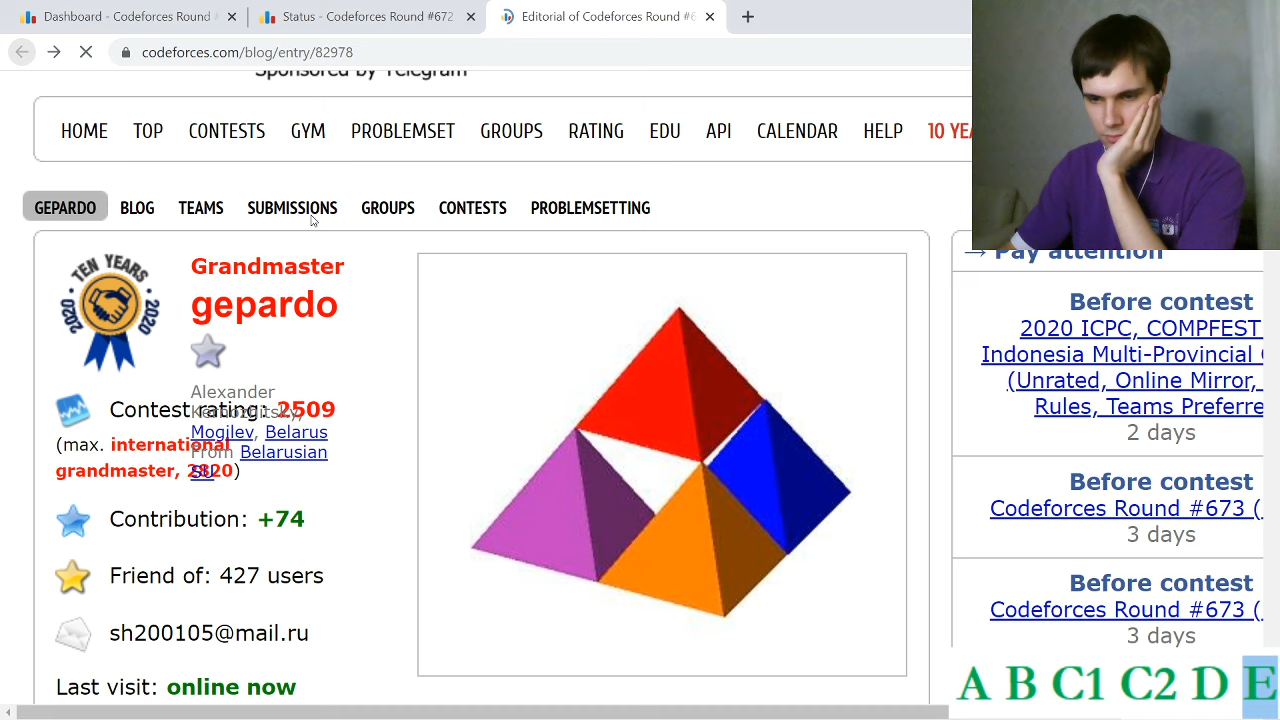 Dashboard - Codeforces Round
Status - Codeforces Round #672
Editorial of Codeforces Round #6
codeforces.com/blog/entry/82978
Sponsored by Telegram
HOME TOP CONTESTS GYM PROBLEMSET GROUPS RATING EDU API CALENDAR HELP 10 YEA
GEPARDO BLOG TEAMS SUBMISSIONS GROUPS CONTESTS PROBLEMSETTING
TEN YEARS
2020 2020
Grandmaster
gepardo
Alexander
Kernozhitsky,
Mogilev, Belarus
From Belarusian
SU
Contest rating: 2509
(max. international
grandmaster, 2820)
Contribution: +74
Friend of: 427 users
sh200105@mail.ru
Last visit: online now
→ Pay attention
Before contest
2020 ICPC, COMPFEST
Indonesia Multi-Provincial
(Unrated, Online Mirror,
Rules, Teams Preferre
2 days
Before contest
Codeforces Round #673 (
3 days
Before contest
Codeforces Round #673 (
3 days
A B C1 C2 D E